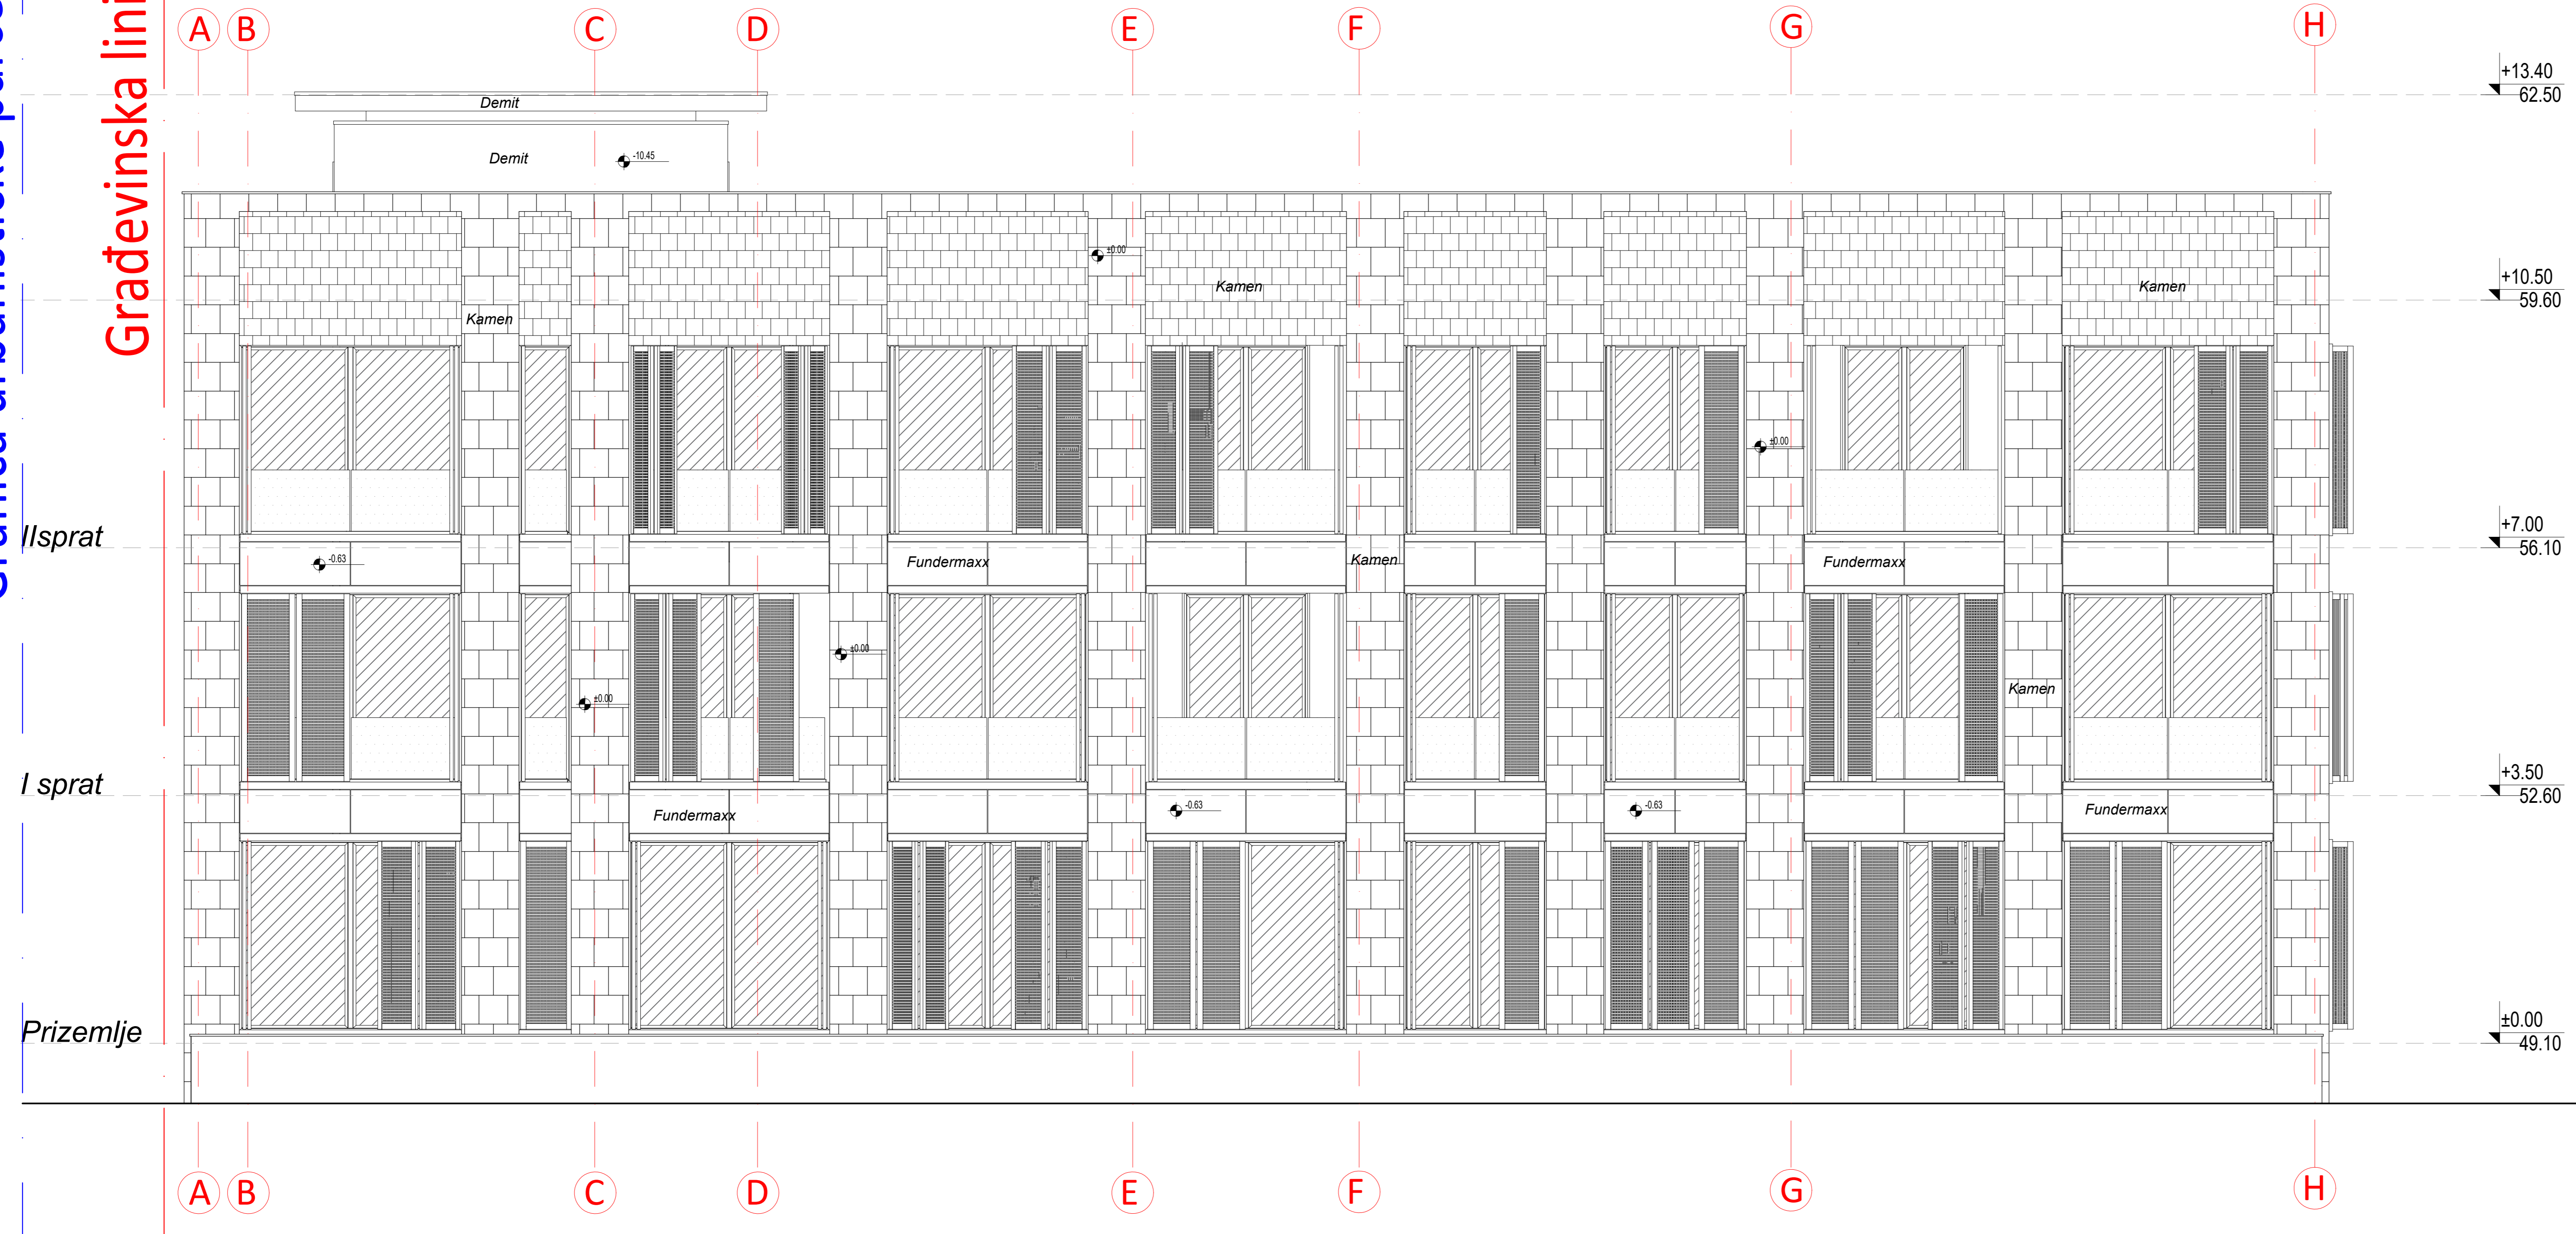 A B C D E F G H
Građevinska lini
+13.40
62.50
Demit
Demit
-10.45
±0.00
Kamen
Kamen
+10.50
59.60
Kamen
±0.00
IIsprat
+7.00
56.10
-0.63
Fundermaxx
Kamen
Fundermaxx
±0.00
±0.00
Kamen
I sprat
+3.50
52.60
-0.63
-0.63
Fundermaxx
Fundermaxx
Prizemlje
±0.00
49.10
A B C D E F G H